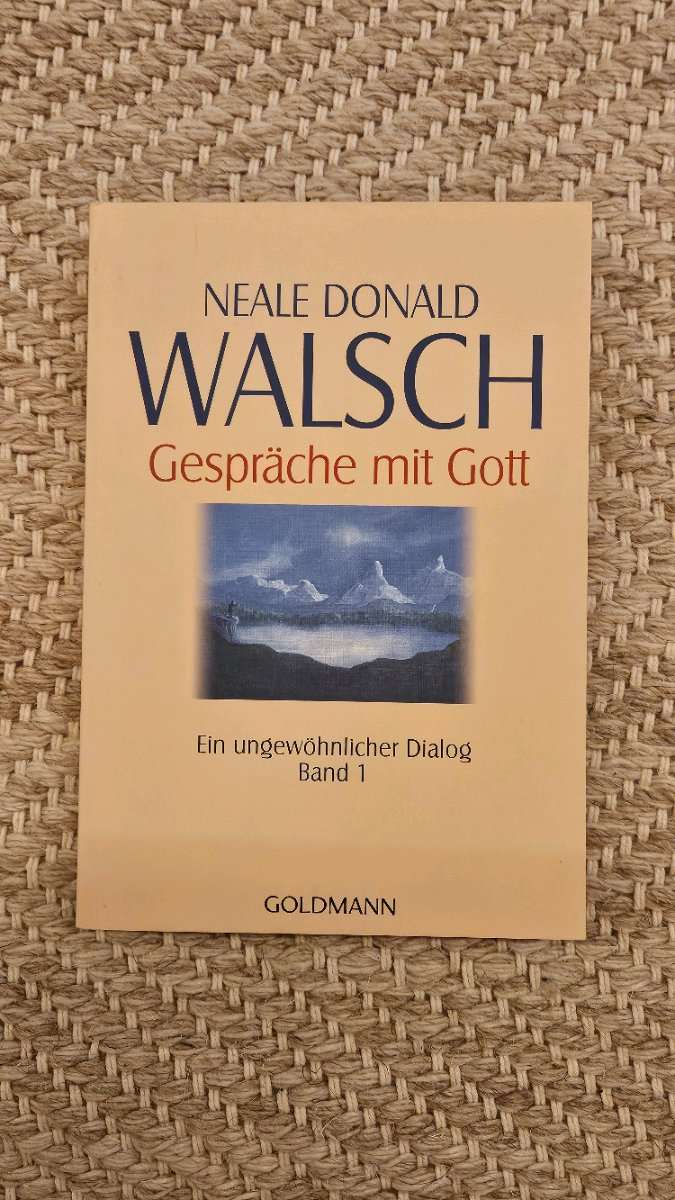 NEALE DONALD
WALSCH
Gespräche mit Gott
Ein ungewöhnlicher Dialog
Band 1
GOLDMANN